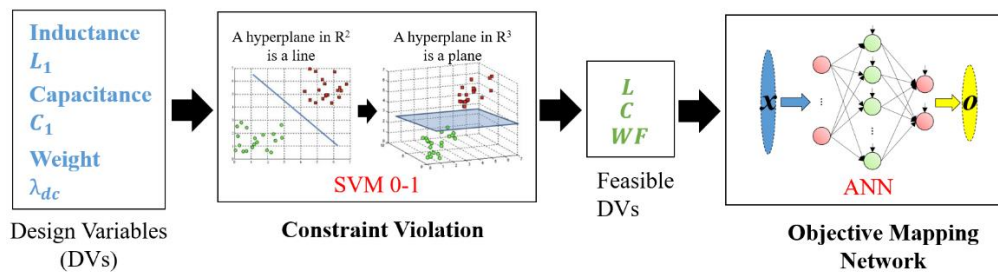 Inductance
L₁
Capacitance
C₁
Weight
λ_dc
Design Variables
(DVs)
A hyperplane in R²
is a line
A hyperplane in R³
is a plane
SVM 0-1
Constraint Violation
L
C
WF
Feasible
DVs
x
o
ANN
Objective Mapping
Network